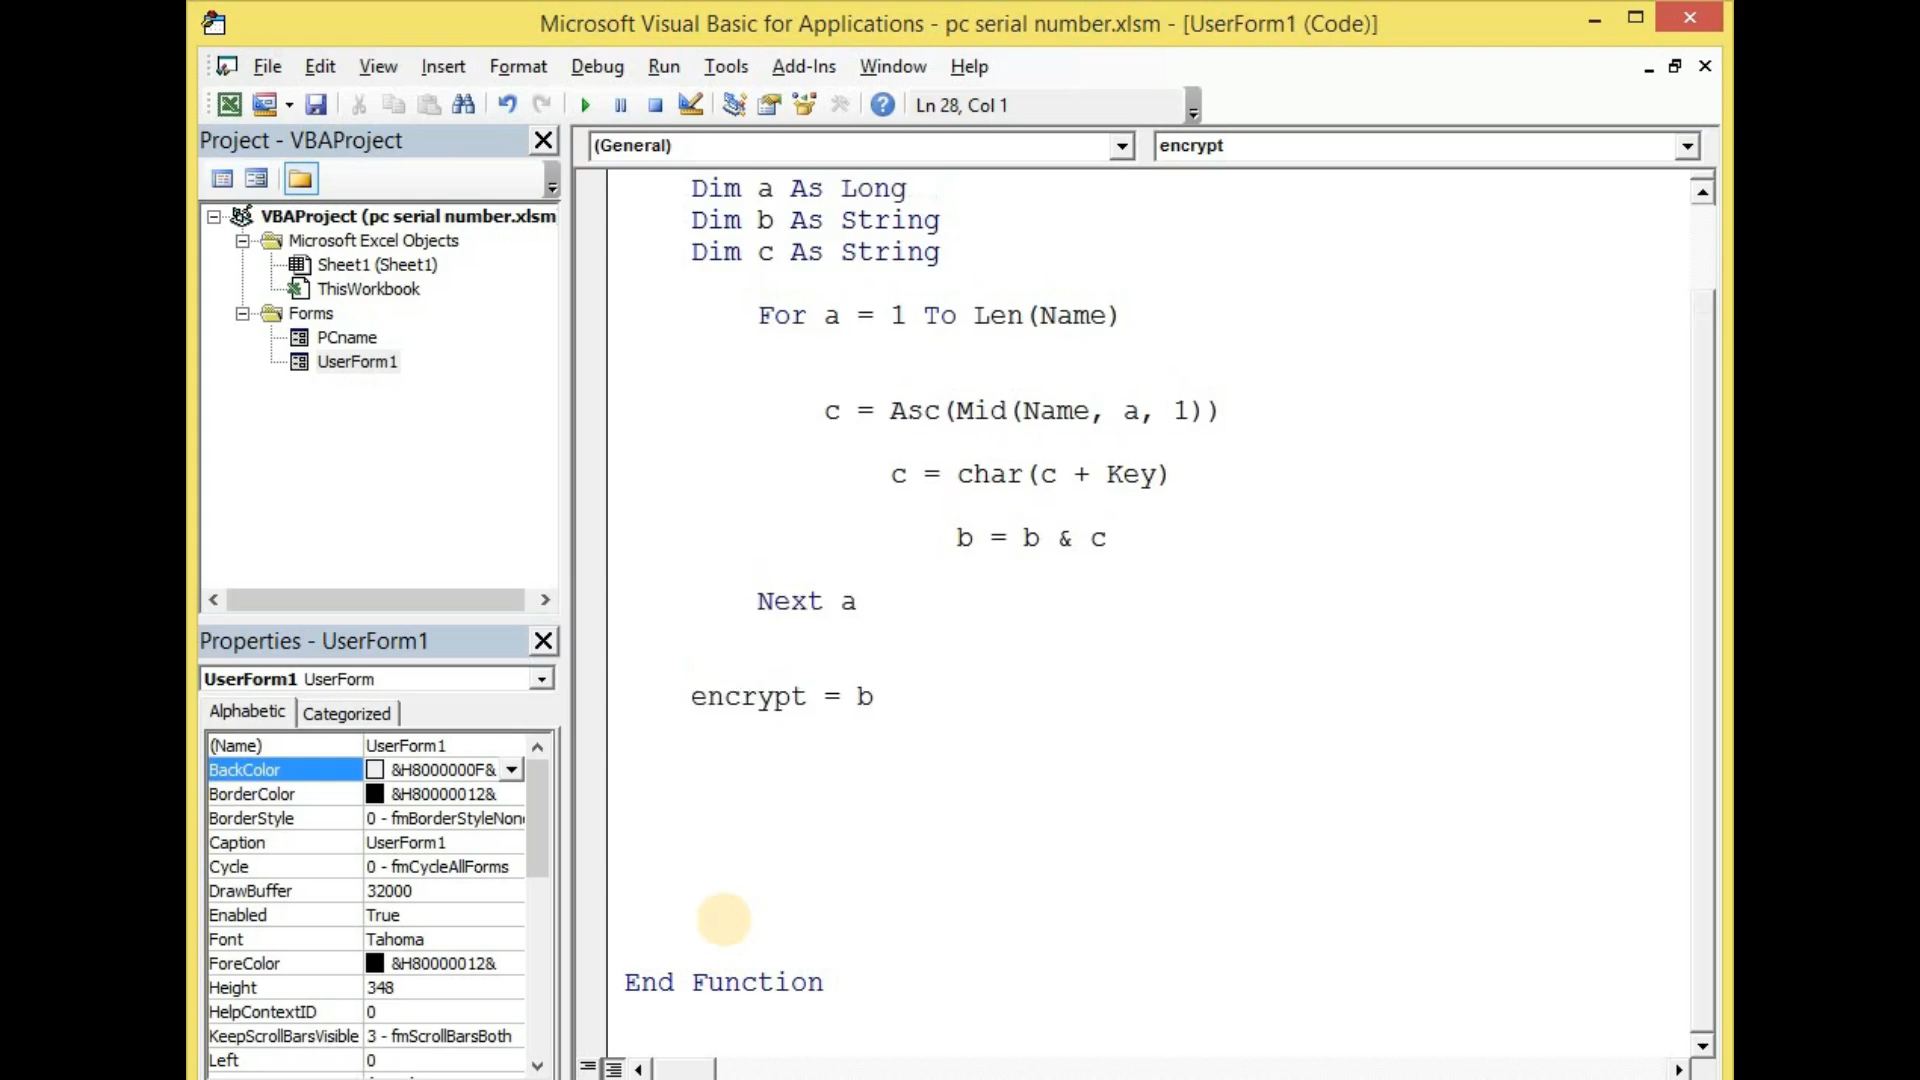 Microsoft Visual Basic for Applications - pc serial number.xlsm - [UserForm1 (Code)]
File Edit View Insert Format Debug Run Tools Add-Ins Window Help
Ln 28, Col 1
Project - VBAProject
(General)
encrypt
VBAProject (pc serial number.xlsm
Microsoft Excel Objects
Sheet1 (Sheet1)
ThisWorkbook
Forms
PCname
UserForm1
Properties - UserForm1
UserForm1 UserForm
Alphabetic Categorized
(Name) UserForm1
BackColor &H8000000F&
BorderColor &H80000012&
BorderStyle 0 - fmBorderStyleNon
Caption UserForm1
Cycle 0 - fmCycleAllForms
DrawBuffer 32000
Enabled True
Font Tahoma
ForeColor &H80000012&
Height 348
HelpContextID 0
KeepScrollBarsVisible 3 - fmScrollBarsBoth
Left 0
Dim a As Long
Dim b As String
Dim c As String
For a = 1 To Len(Name)
c = Asc(Mid(Name, a, 1))
c = char(c + Key)
b = b & c
Next a
encrypt = b
End Function